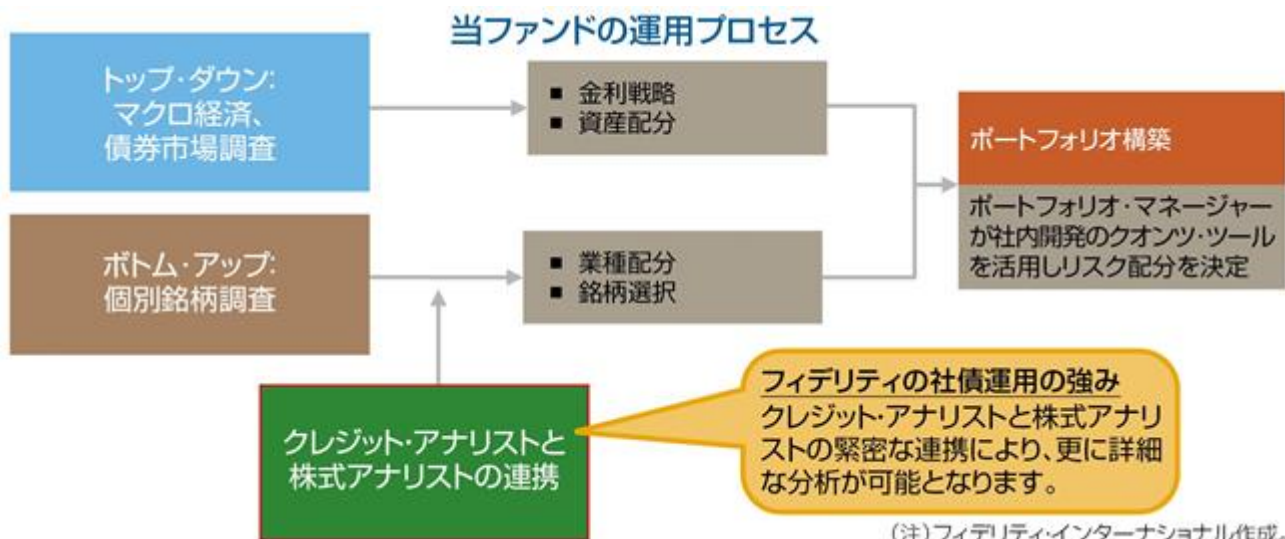 当ファンドの運用プロセス
トップ・ダウン:
マクロ経済、
債券市場調査
■ 金利戦略
■ 資産配分
ボトム・アップ:
個別銘柄調査
■ 業種配分
■ 銘柄選択
ポートフォリオ構築
ポートフォリオ・マネージャー
が社内開発のクオンツ・ツール
を活用しリスク配分を決定
クレジット・アナリストと
株式アナリストの連携
フィデリティの社債運用の強み
クレジット・アナリストと株式アナリ
ストの緊密な連携により、更に詳細
な分析が可能となります。
(注)フィデリティ・インターナショナル作成。